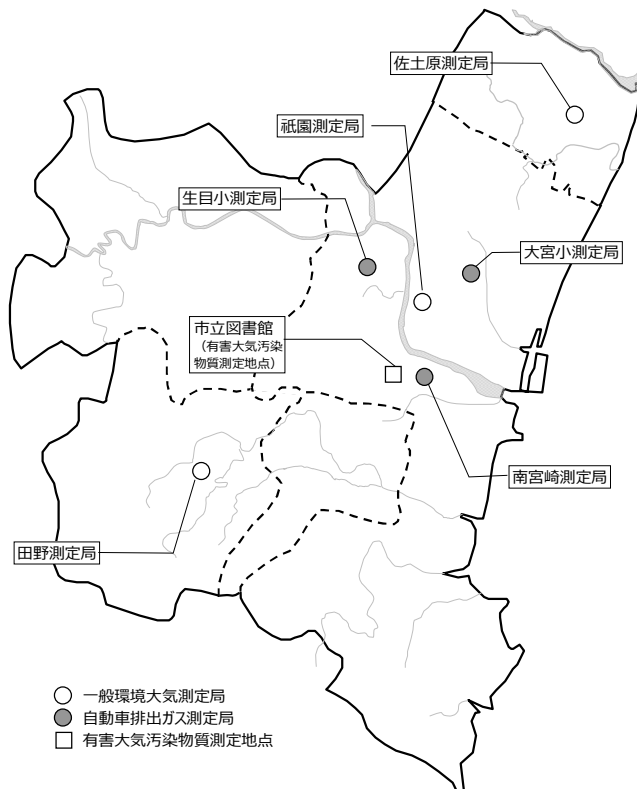 佐土原測定局
祇園測定局
生目小測定局
大宮小測定局
市立図書館
（有害大気汚染
物質測定地点）
南宮崎測定局
田野測定局
一般環境大気測定局
自動車排出ガス測定局
有害大気汚染物質測定地点